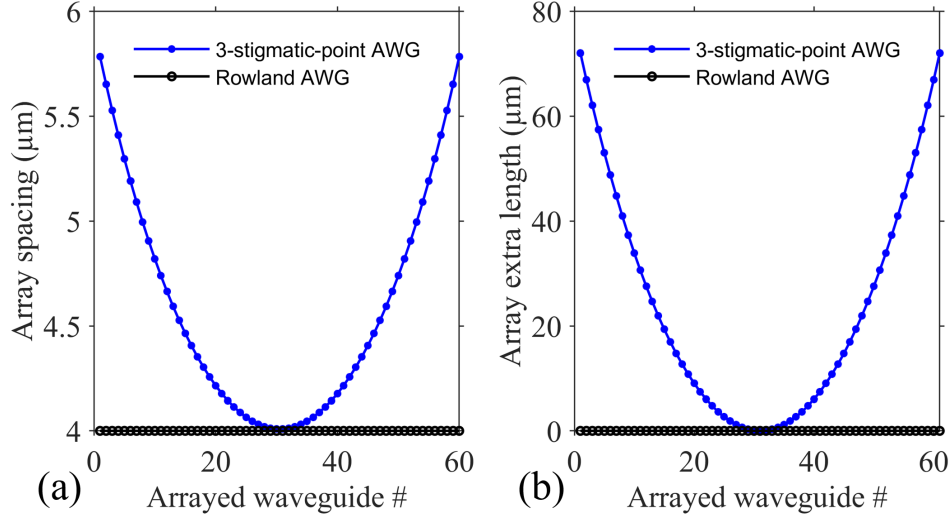 6
5.5
5
4.5
4
0
20
40
60
Array spacing (µm)
Arrayed waveguide #
3-stigmatic-point AWG
Rowland AWG
(a)
80
60
40
20
0
0
20
40
60
Array extra length (µm)
Arrayed waveguide #
3-stigmatic-point AWG
Rowland AWG
(b)